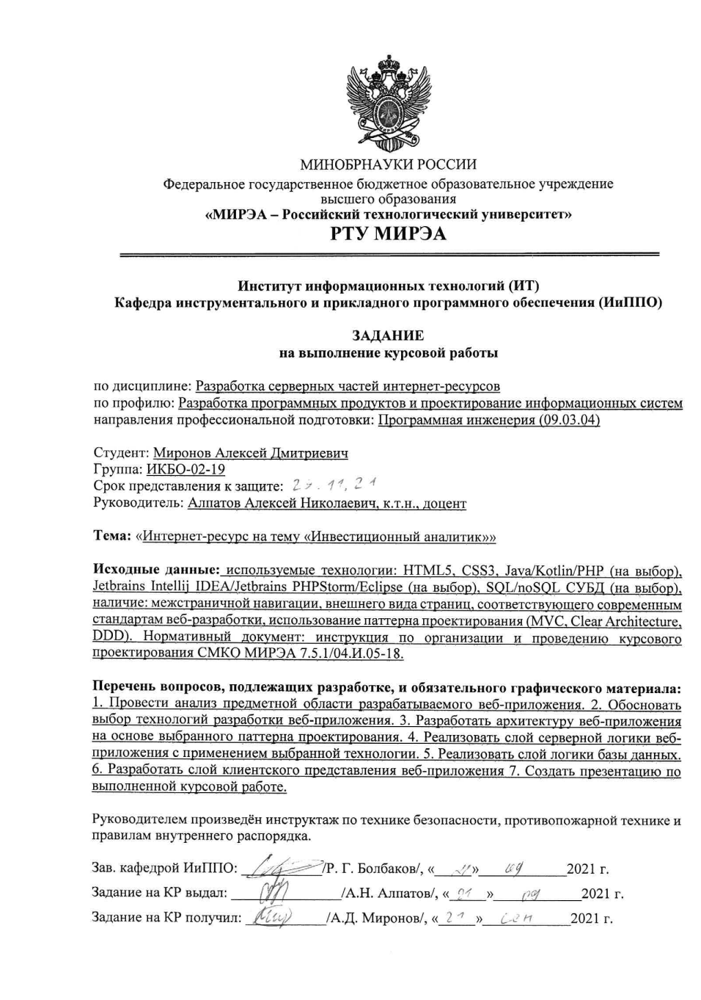 МИРЭА
МИНОБРНАУКИ РОССИИ
Федеральное государственное бюджетное образовательное учреждение
высшего образования
«МИРЭА – Российский технологический университет»
РТУ МИРЭА
Институт информационных технологий (ИТ)
Кафедра инструментального и прикладного программного обеспечения (ИиППО)
ЗАДАНИЕ
на выполнение курсовой работы
по дисциплине: Разработка серверных частей интернет-ресурсов
по профилю: Разработка программных продуктов и проектирование информационных систем
направления профессиональной подготовки: Программная инженерия (09.03.04)
Студент: Миронов Алексей Дмитриевич
Группа: ИКБО-02-19
Срок представления к защите:
Руководитель: Алпатов Алексей Николаевич, к.т.н., доцент
Тема: «Интернет-ресурс на тему «Инвестиционный аналитик»»
Исходные данные: используемые технологии: HTML5, CSS3, Java/Kotlin/PHP (на выбор),
Jetbrains Intellij IDEA/Jetbrains PHPStorm/Eclipse (на выбор), SQL/noSQL СУБД (на выбор),
наличие: межстраничной навигации, внешнего вида страниц, соответствующего современным
стандартам веб-разработки, использование паттерна проектирования (MVC, Clear Architecture,
DDD). Нормативный документ: инструкция по организации и проведению курсового
проектирования СМКО МИРЭА 7.5.1/04.И.05-18.
Перечень вопросов, подлежащих разработке, и обязательного графического материала:
1. Провести анализ предметной области разрабатываемого веб-приложения. 2. Обосновать
выбор технологий разработки веб-приложения. 3. Разработать архитектуру веб-приложения
на основе выбранного паттерна проектирования. 4. Реализовать слой серверной логики веб-
приложения с применением выбранной технологии. 5. Реализовать слой логики базы данных.
6. Разработать слой клиентского представления веб-приложения 7. Создать презентацию по
выполненной курсовой работе.
Руководителем произведён инструктаж по технике безопасности, противопожарной технике и
правилам внутреннего распорядка.
Зав. кафедрой ИиППО: /Р. Г. Болбаков/, « » 2021 г.
Задание на КР выдал: /А.Н. Алпатов/, «21» 09 2021 г.
Задание на КР получил: /А.Д. Миронов/, «21» сен 2021 г.